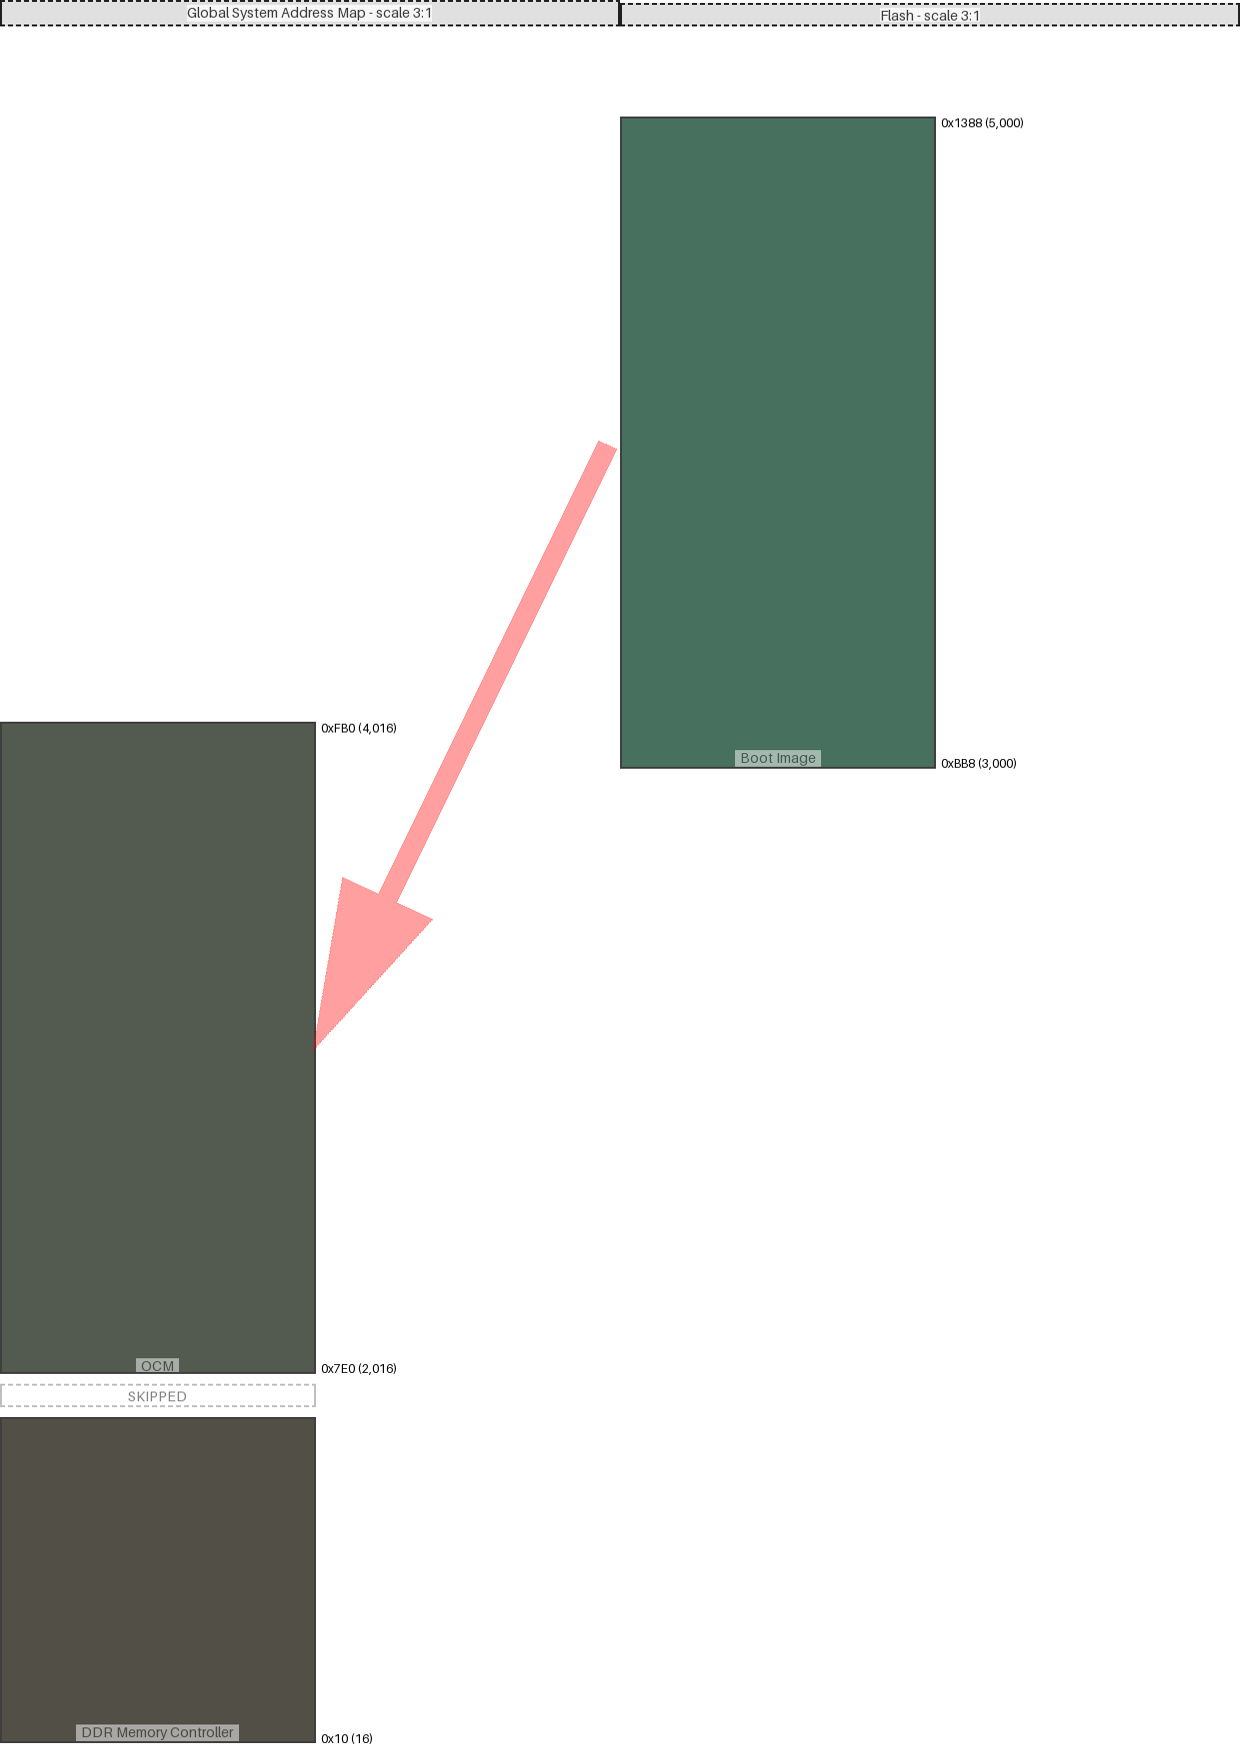 Global System Address Map - scale 3:1
Flash - scale 3:1
0x1388 (5,000)
0xFB0 (4,016)
Boot Image
0xBB8 (3,000)
OCM
0x7E0 (2,016)
SKIPPED
DDR Memory Controller
0x10 (16)